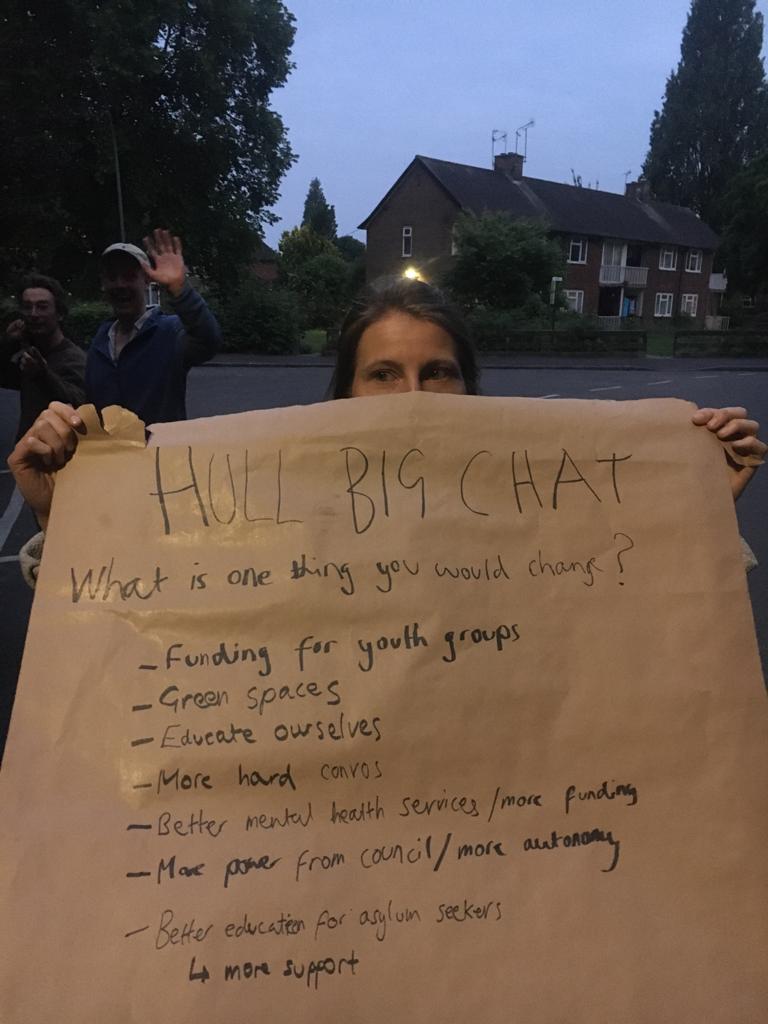 HULL BIG CHAT
What is one thing you would change?
- Funding for youth groups
- Green spaces
- Educate ourselves
- More hard convos
- Better mental health services / more funding
- More power from council / more autonomy
- Better education for asylum seekers
↳ more support